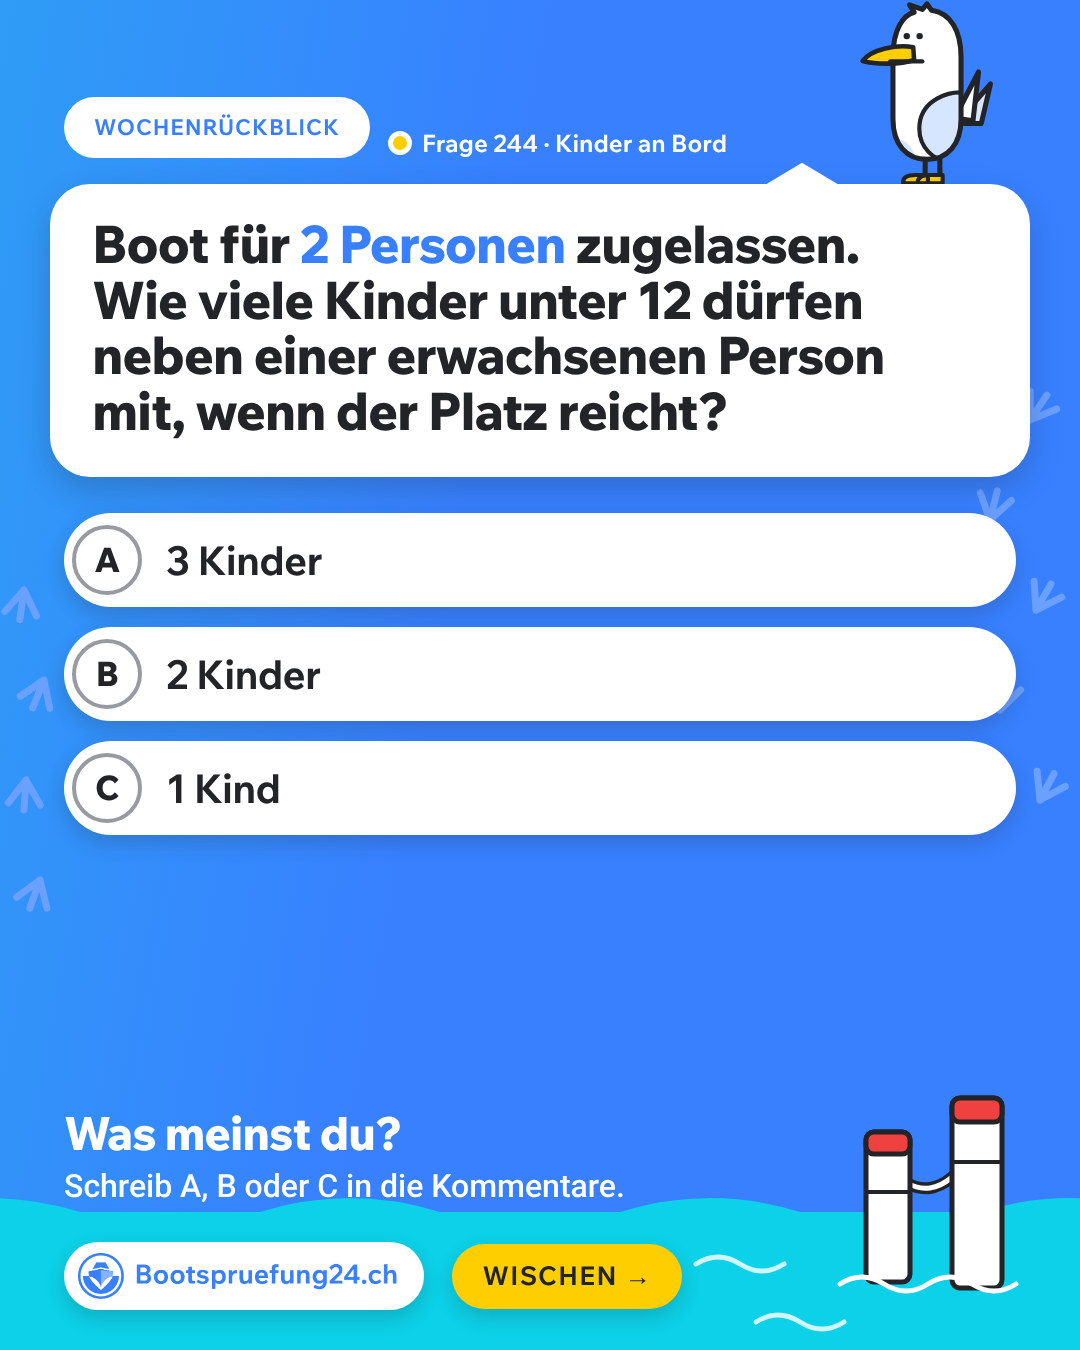 WOCHENRÜCKBLICK
Frage 244 · Kinder an Bord
Boot für 2 Personen zugelassen.
Wie viele Kinder unter 12 dürfen
neben einer erwachsenen Person
mit, wenn der Platz reicht?
A 3 Kinder
B 2 Kinder
C 1 Kind
Was meinst du?
Schreib A, B oder C in die Kommentare.
Bootspruefung24.ch
WISCHEN →